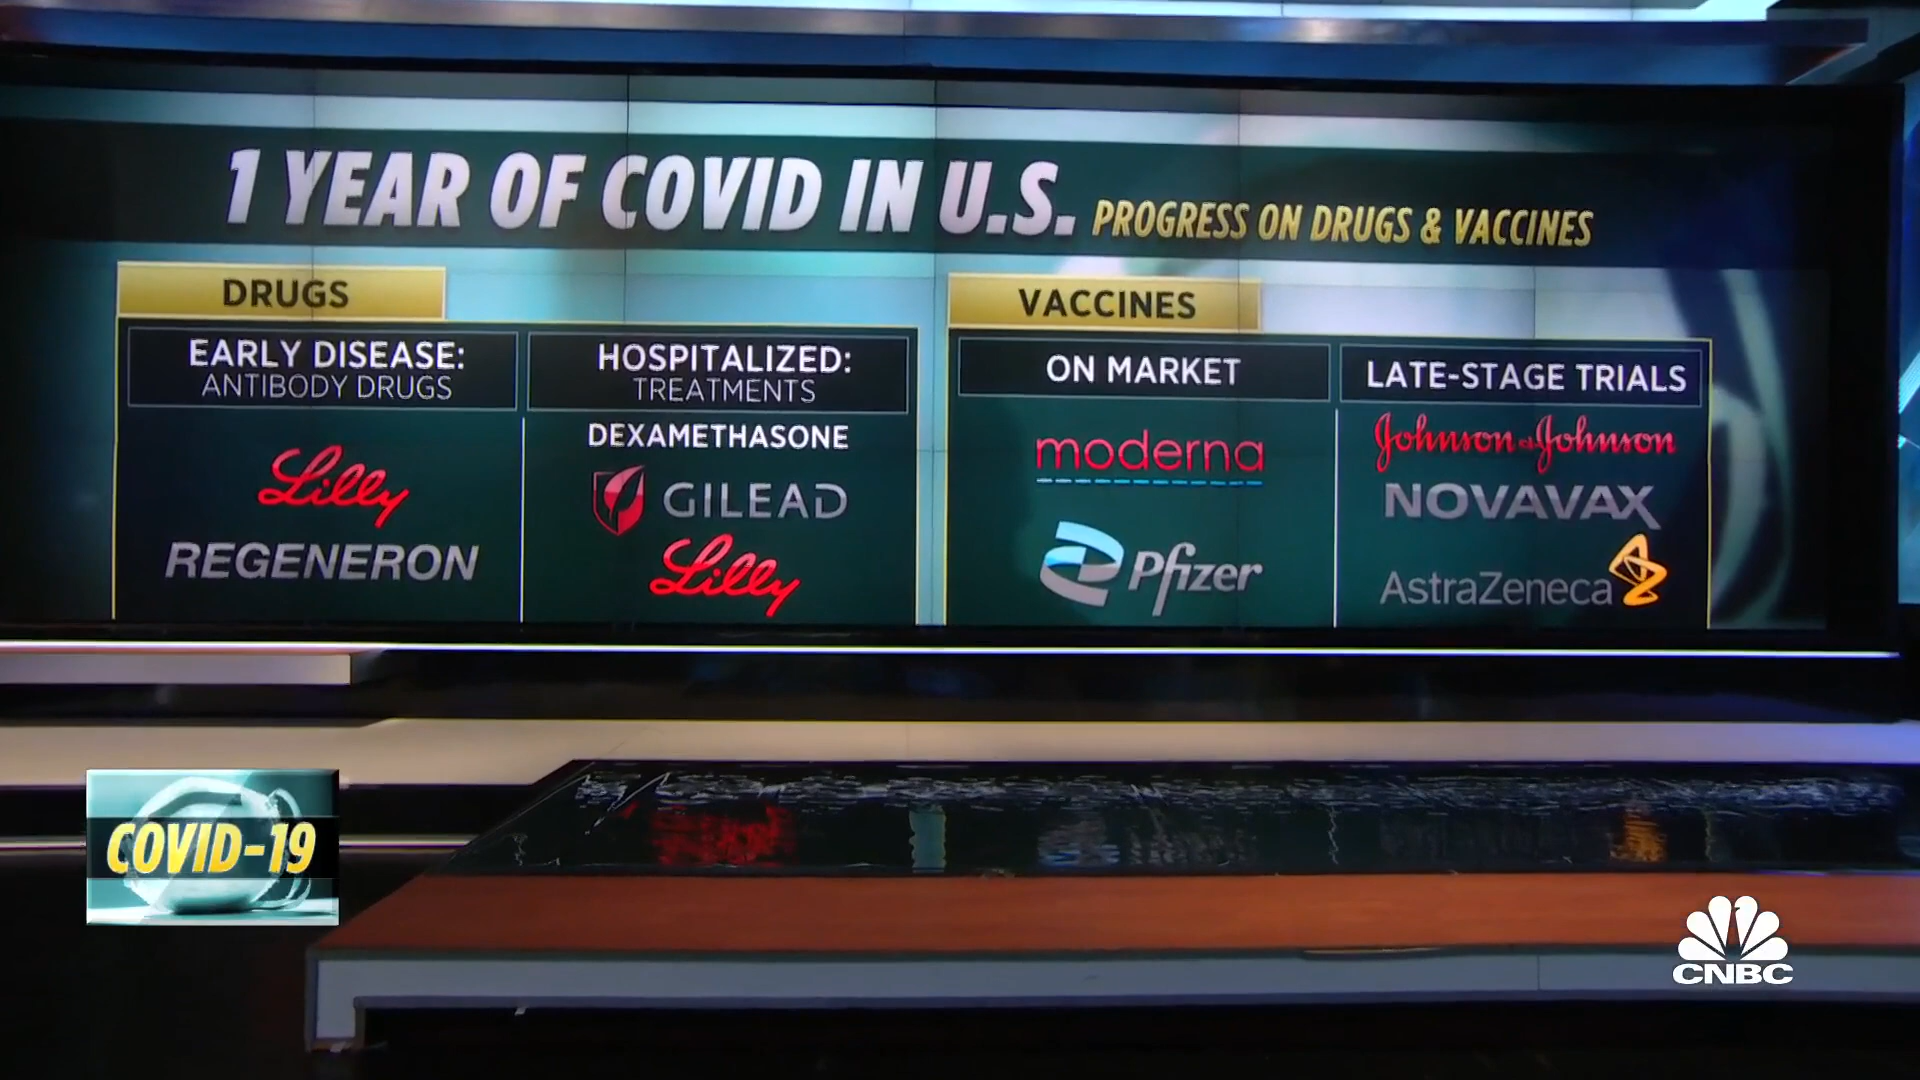 1 YEAR OF COVID IN U.S. PROGRESS ON DRUGS & VACCINES
DRUGS
EARLY DISEASE:
ANTIBODY DRUGS
Lilly
REGENERON
HOSPITALIZED:
TREATMENTS
DEXAMETHASONE
GILEAD
Lilly
VACCINES
ON MARKET
moderna
Pfizer
LATE-STAGE TRIALS
Johnson & Johnson
NOVAVAX
AstraZeneca
COVID-19
CNBC